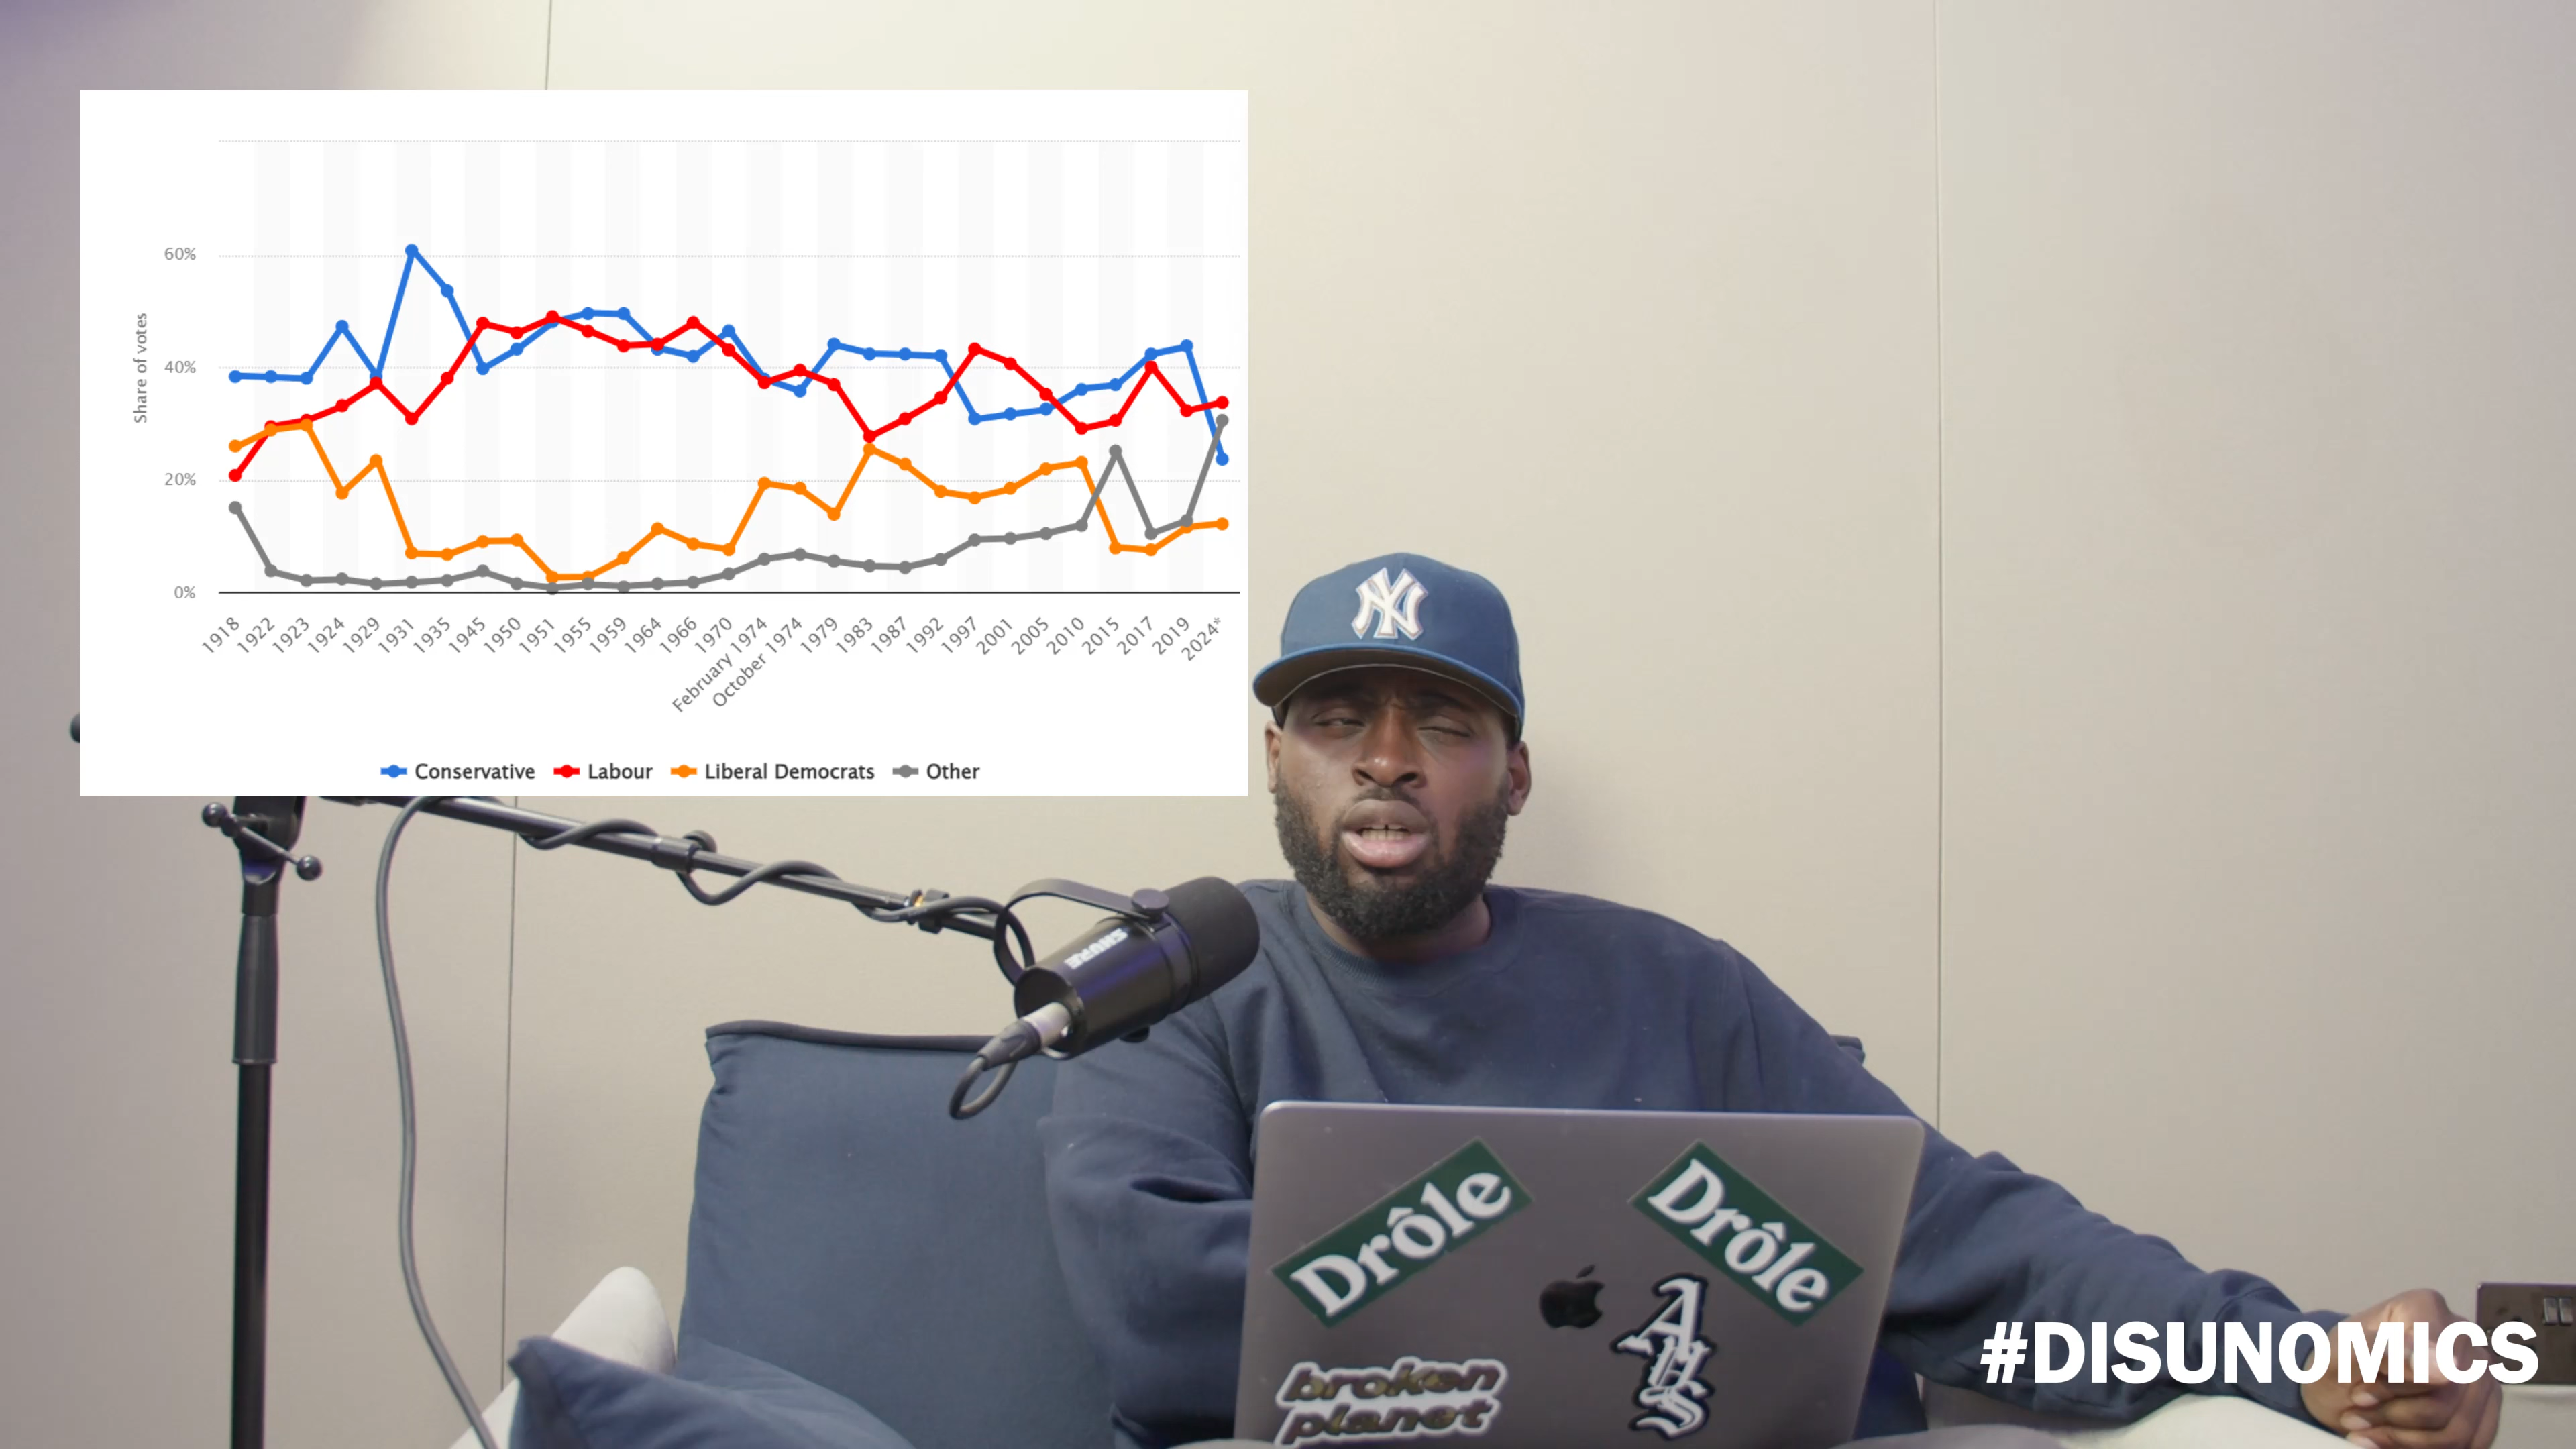 60%
40%
20%
0%
Share of votes
1918
1922
1923
1924
1929
1931
1935
1945
1950
1951
1955
1959
1964
1966
1970
February 1974
October 1974
1979
1983
1987
1992
1997
2001
2005
2010
2015
2017
2019
2024*
Conservative Labour Liberal Democrats Other
NY
SHURE
Drôle
Drôle
broken
planet
#DISUNOMICS